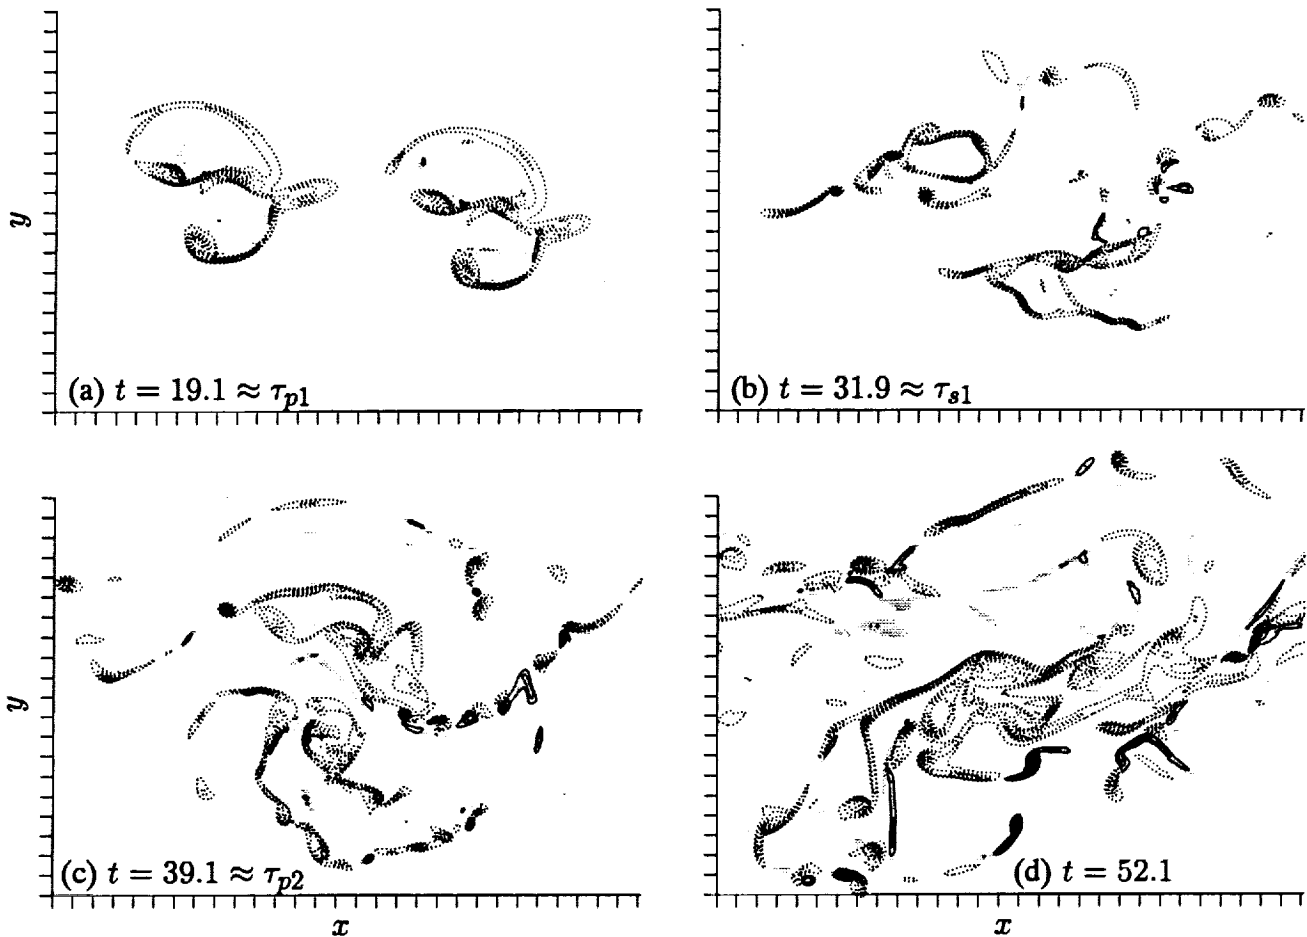 y
(a) t = 19.1 ≈ τp1
(b) t = 31.9 ≈ τs1
y
(c) t = 39.1 ≈ τp2
(d) t = 52.1
x
x